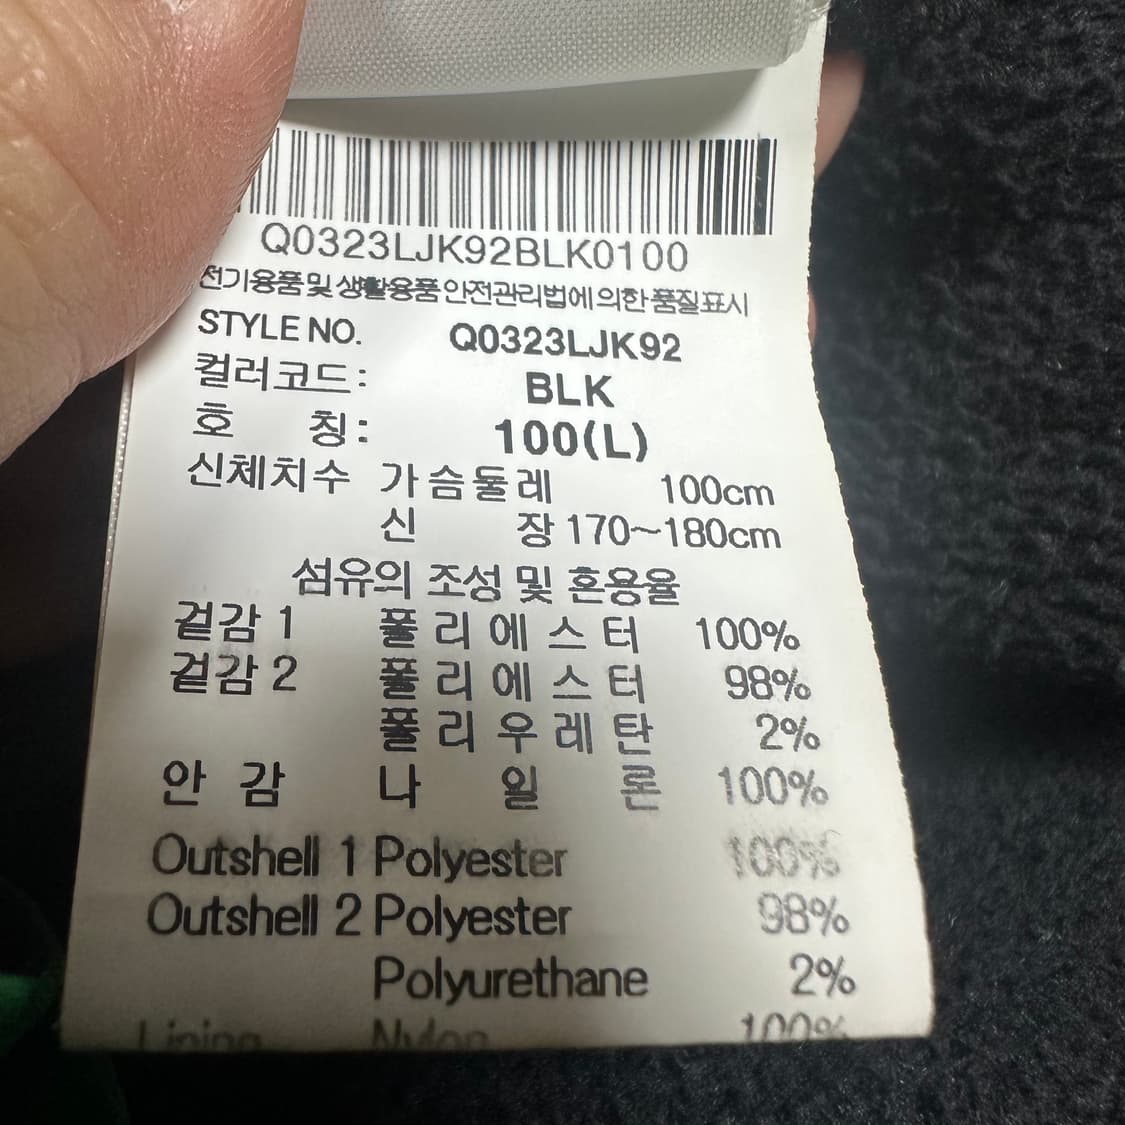 Q0323LJK92BLK0100
전기용품 및 생활용품 안전관리법에 의한 품질표시
STYLE NO. Q0323LJK92
컬러코드: BLK
호 칭: 100(L)
신체치수 가슴둘레 100cm
신 장 170~180cm
섬유의 조성 및 혼용율
겉감 1 폴리에스터 100%
겉감 2 폴리에스터 98%
폴리우레탄 2%
안 감 나일론 100%
Outshell 1 Polyester 100%
Outshell 2 Polyester 98%
Polyurethane 2%
Lining Nylon 100%